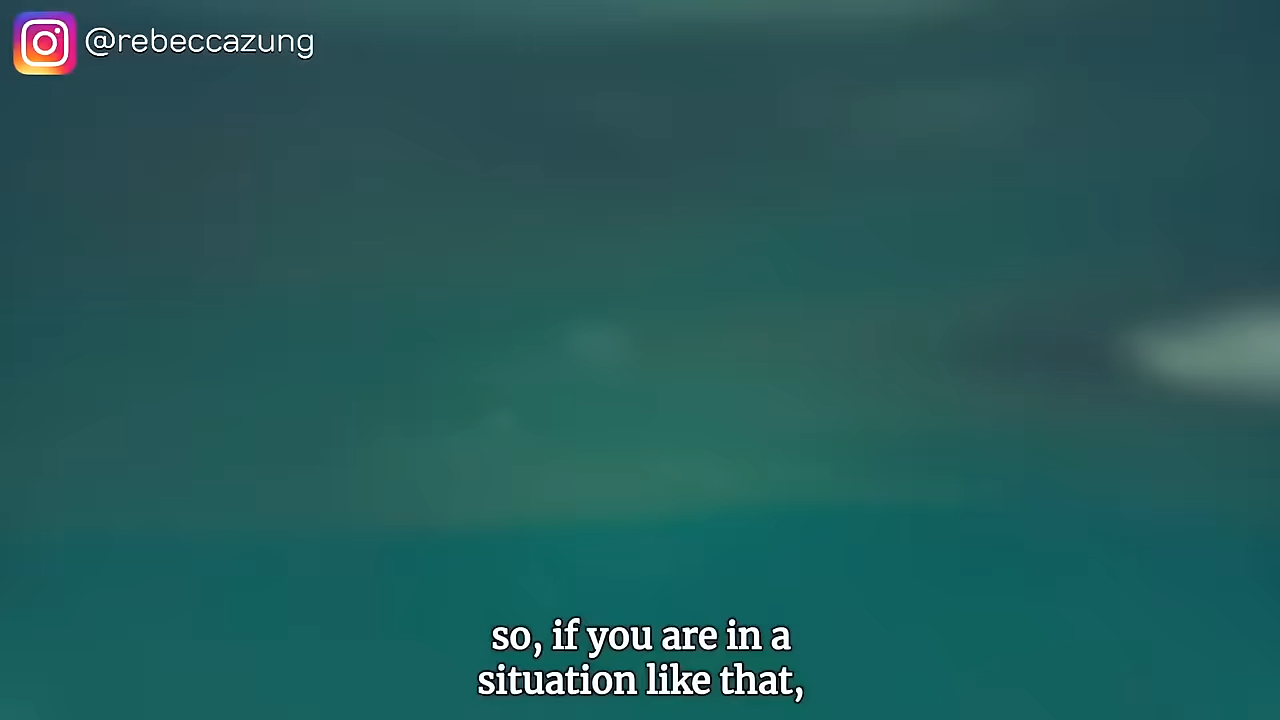 @rebeccazung
so, if you are in a
situation like that,